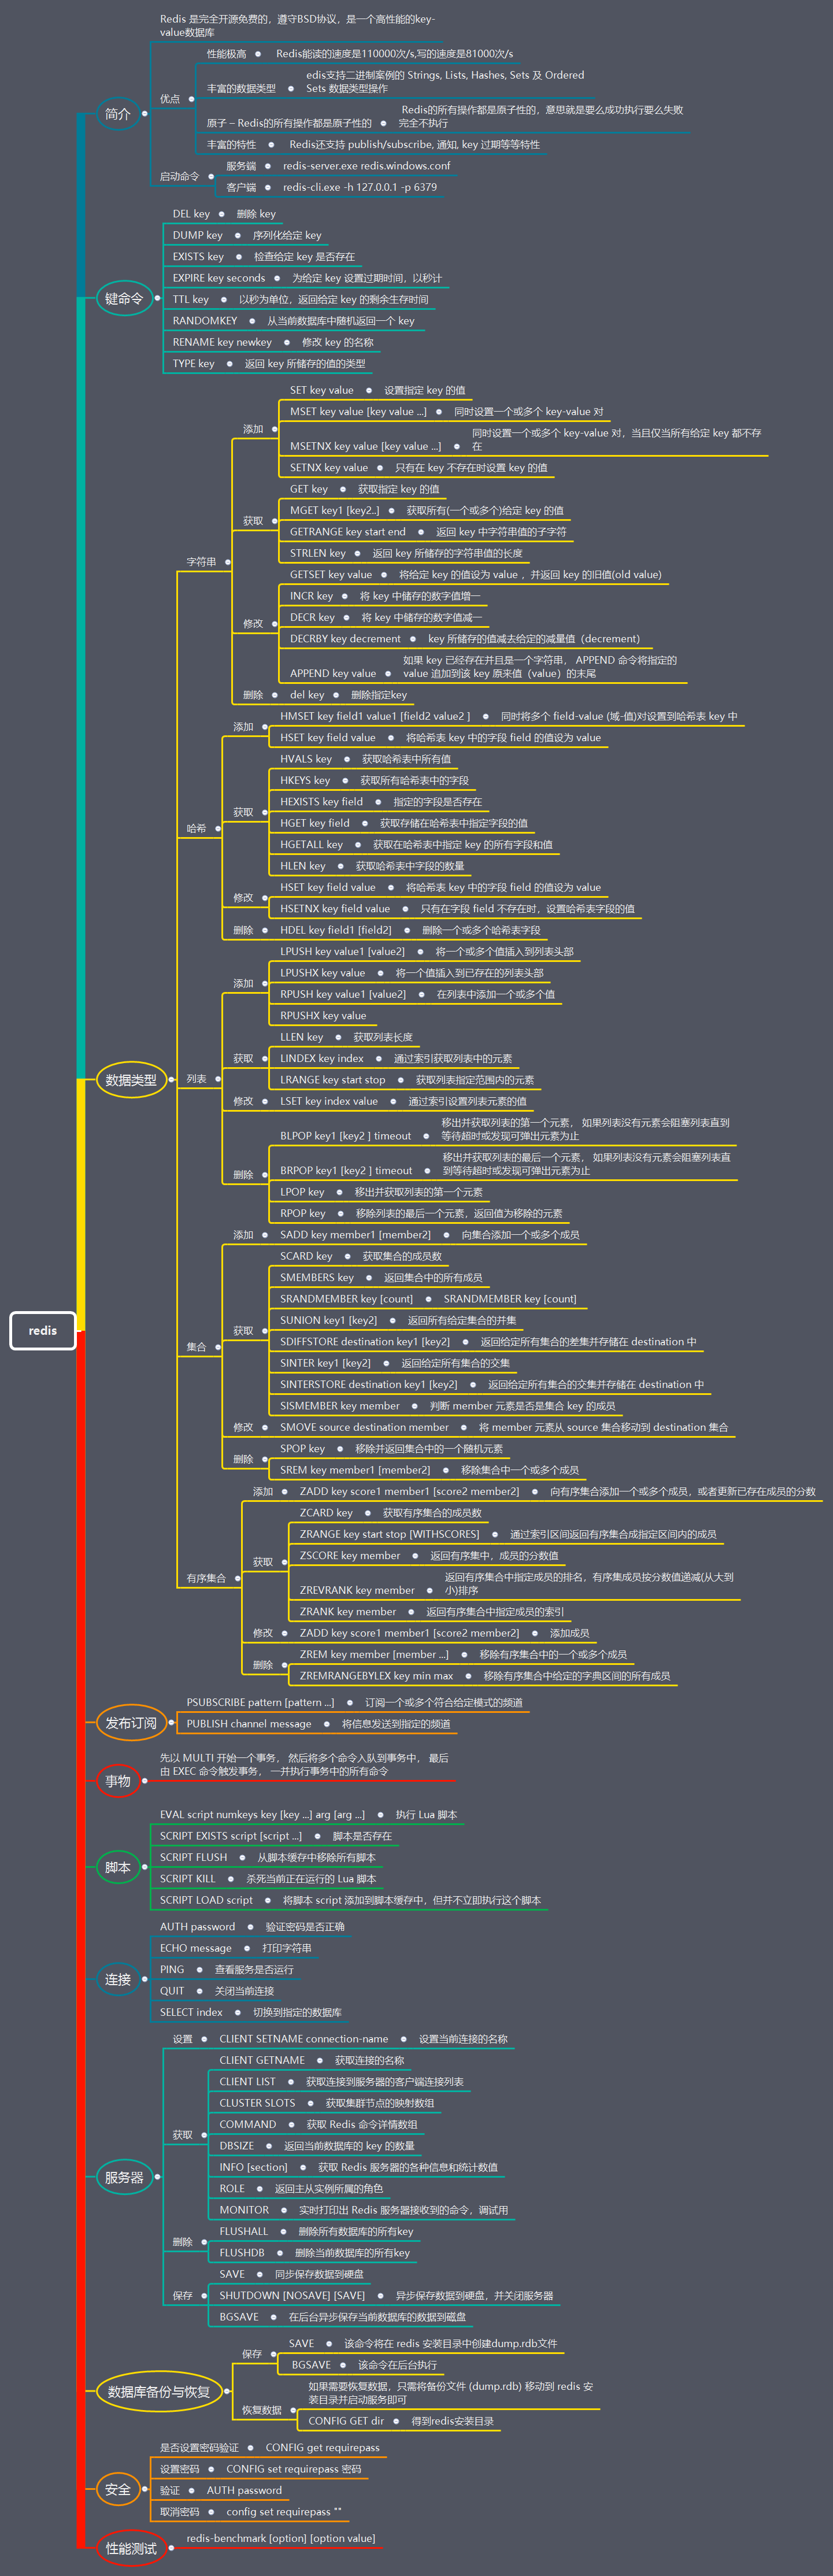 redis
简介
Redis 是完全开源免费的，遵守BSD协议，是一个高性能的key-
value数据库
优点
性能极高
Redis能读的速度是110000次/s,写的速度是81000次/s
丰富的数据类型
edis支持二进制案例的 Strings, Lists, Hashes, Sets 及 Ordered
Sets 数据类型操作
原子 – Redis的所有操作都是原子性的
Redis的所有操作都是原子性的，意思就是要么成功执行要么失败
完全不执行
丰富的特性
Redis还支持 publish/subscribe, 通知, key 过期等等特性
启动命令
服务端
redis-server.exe redis.windows.conf
客户端
redis-cli.exe -h 127.0.0.1 -p 6379
键命令
DEL key
删除 key
DUMP key
序列化给定 key
EXISTS key
检查给定 key 是否存在
EXPIRE key seconds
为给定 key 设置过期时间，以秒计
TTL key
以秒为单位，返回给定 key 的剩余生存时间
RANDOMKEY
从当前数据库中随机返回一个 key
RENAME key newkey
修改 key 的名称
TYPE key
返回 key 所储存的值的类型
数据类型
字符串
添加
SET key value
设置指定 key 的值
MSET key value [key value ...]
同时设置一个或多个 key-value 对
MSETNX key value [key value ...]
同时设置一个或多个 key-value 对，当且仅当所有给定 key 都不存
在
SETNX key value
只有在 key 不存在时设置 key 的值
获取
GET key
获取指定 key 的值
MGET key1 [key2..]
获取所有(一个或多个)给定 key 的值
GETRANGE key start end
返回 key 中字符串值的子字符
STRLEN key
返回 key 所储存的字符串值的长度
修改
GETSET key value
将给定 key 的值设为 value ，并返回 key 的旧值(old value)
INCR key
将 key 中储存的数字值增一
DECR key
将 key 中储存的数字值减一
DECRBY key decrement
key 所储存的值减去给定的减量值（decrement）
APPEND key value
如果 key 已经存在并且是一个字符串， APPEND 命令将指定的
value 追加到该 key 原来值（value）的末尾
删除
del key
删除指定key
哈希
添加
HMSET key field1 value1 [field2 value2 ]
同时将多个 field-value (域-值)对设置到哈希表 key 中
HSET key field value
将哈希表 key 中的字段 field 的值设为 value
获取
HVALS key
获取哈希表中所有值
HKEYS key
获取所有哈希表中的字段
HEXISTS key field
指定的字段是否存在
HGET key field
获取存储在哈希表中指定字段的值
HGETALL key
获取在哈希表中指定 key 的所有字段和值
HLEN key
获取哈希表中字段的数量
修改
HSET key field value
将哈希表 key 中的字段 field 的值设为 value
HSETNX key field value
只有在字段 field 不存在时，设置哈希表字段的值
删除
HDEL key field1 [field2]
删除一个或多个哈希表字段
列表
添加
LPUSH key value1 [value2]
将一个或多个值插入到列表头部
LPUSHX key value
将一个值插入到已存在的列表头部
RPUSH key value1 [value2]
在列表中添加一个或多个值
RPUSHX key value
获取
LLEN key
获取列表长度
LINDEX key index
通过索引获取列表中的元素
LRANGE key start stop
获取列表指定范围内的元素
修改
LSET key index value
通过索引设置列表元素的值
删除
BLPOP key1 [key2 ] timeout
移出并获取列表的第一个元素， 如果列表没有元素会阻塞列表直到
等待超时或发现可弹出元素为止
BRPOP key1 [key2 ] timeout
移出并获取列表的最后一个元素， 如果列表没有元素会阻塞列表直
到等待超时或发现可弹出元素为止
LPOP key
移出并获取列表的第一个元素
RPOP key
移除列表的最后一个元素，返回值为移除的元素
集合
添加
SADD key member1 [member2]
向集合添加一个或多个成员
获取
SCARD key
获取集合的成员数
SMEMBERS key
返回集合中的所有成员
SRANDMEMBER key [count]
SRANDMEMBER key [count]
SUNION key1 [key2]
返回所有给定集合的并集
SDIFFSTORE destination key1 [key2]
返回给定所有集合的差集并存储在 destination 中
SINTER key1 [key2]
返回给定所有集合的交集
SINTERSTORE destination key1 [key2]
返回给定所有集合的交集并存储在 destination 中
SISMEMBER key member
判断 member 元素是否是集合 key 的成员
修改
SMOVE source destination member
将 member 元素从 source 集合移动到 destination 集合
删除
SPOP key
移除并返回集合中的一个随机元素
SREM key member1 [member2]
移除集合中一个或多个成员
有序集合
添加
ZADD key score1 member1 [score2 member2]
向有序集合添加一个或多个成员，或者更新已存在成员的分数
获取
ZCARD key
获取有序集合的成员数
ZRANGE key start stop [WITHSCORES]
通过索引区间返回有序集合成指定区间内的成员
ZSCORE key member
返回有序集中，成员的分数值
ZREVRANK key member
返回有序集合中指定成员的排名，有序集成员按分数值递减(从大到
小)排序
ZRANK key member
返回有序集合中指定成员的索引
修改
ZADD key score1 member1 [score2 member2]
添加成员
删除
ZREM key member [member ...]
移除有序集合中的一个或多个成员
ZREMRANGEBYLEX key min max
移除有序集合中给定的字典区间的所有成员
发布订阅
PSUBSCRIBE pattern [pattern ...]
订阅一个或多个符合给定模式的频道
PUBLISH channel message
将信息发送到指定的频道
事物
先以 MULTI 开始一个事务， 然后将多个命令入队到事务中， 最后
由 EXEC 命令触发事务， 一并执行事务中的所有命令
脚本
EVAL script numkeys key [key ...] arg [arg ...]
执行 Lua 脚本
SCRIPT EXISTS script [script ...]
脚本是否存在
SCRIPT FLUSH
从脚本缓存中移除所有脚本
SCRIPT KILL
杀死当前正在运行的 Lua 脚本
SCRIPT LOAD script
将脚本 script 添加到脚本缓存中，但并不立即执行这个脚本
连接
AUTH password
验证密码是否正确
ECHO message
打印字符串
PING
查看服务是否运行
QUIT
关闭当前连接
SELECT index
切换到指定的数据库
服务器
设置
CLIENT SETNAME connection-name
设置当前连接的名称
获取
CLIENT GETNAME
获取连接的名称
CLIENT LIST
获取连接到服务器的客户端连接列表
CLUSTER SLOTS
获取集群节点的映射数组
COMMAND
获取 Redis 命令详情数组
DBSIZE
返回当前数据库的 key 的数量
INFO [section]
获取 Redis 服务器的各种信息和统计数值
ROLE
返回主从实例所属的角色
MONITOR
实时打印出 Redis 服务器接收到的命令，调试用
删除
FLUSHALL
删除所有数据库的所有key
FLUSHDB
删除当前数据库的所有key
保存
SAVE
同步保存数据到硬盘
SHUTDOWN [NOSAVE] [SAVE]
异步保存数据到硬盘，并关闭服务器
BGSAVE
在后台异步保存当前数据库的数据到磁盘
数据库备份与恢复
保存
SAVE
该命令将在 redis 安装目录中创建dump.rdb文件
BGSAVE
该命令在后台执行
恢复数据
如果需要恢复数据，只需将备份文件 (dump.rdb) 移动到 redis 安
装目录并启动服务即可
CONFIG GET dir
得到redis安装目录
安全
是否设置密码验证
CONFIG get requirepass
设置密码
CONFIG set requirepass 密码
验证
AUTH password
取消密码
config set requirepass ""
性能测试
redis-benchmark [option] [option value]